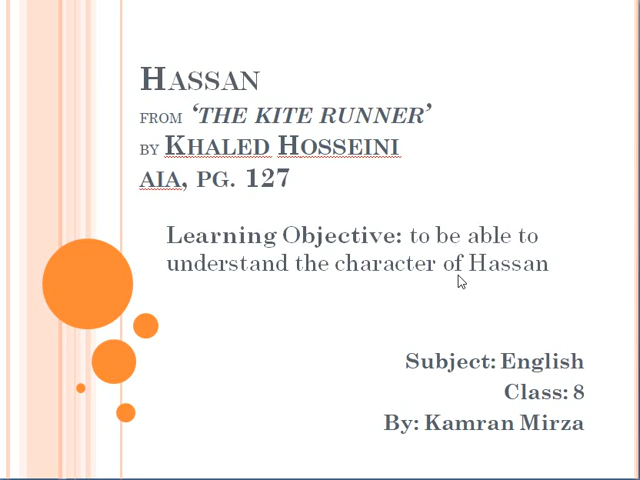 HASSAN
FROM 'THE KITE RUNNER'
BY KHALED HOSSEINI
AIA, PG. 127
Learning Objective: to be able to
understand the character of Hassan
Subject: English
Class: 8
By: Kamran Mirza